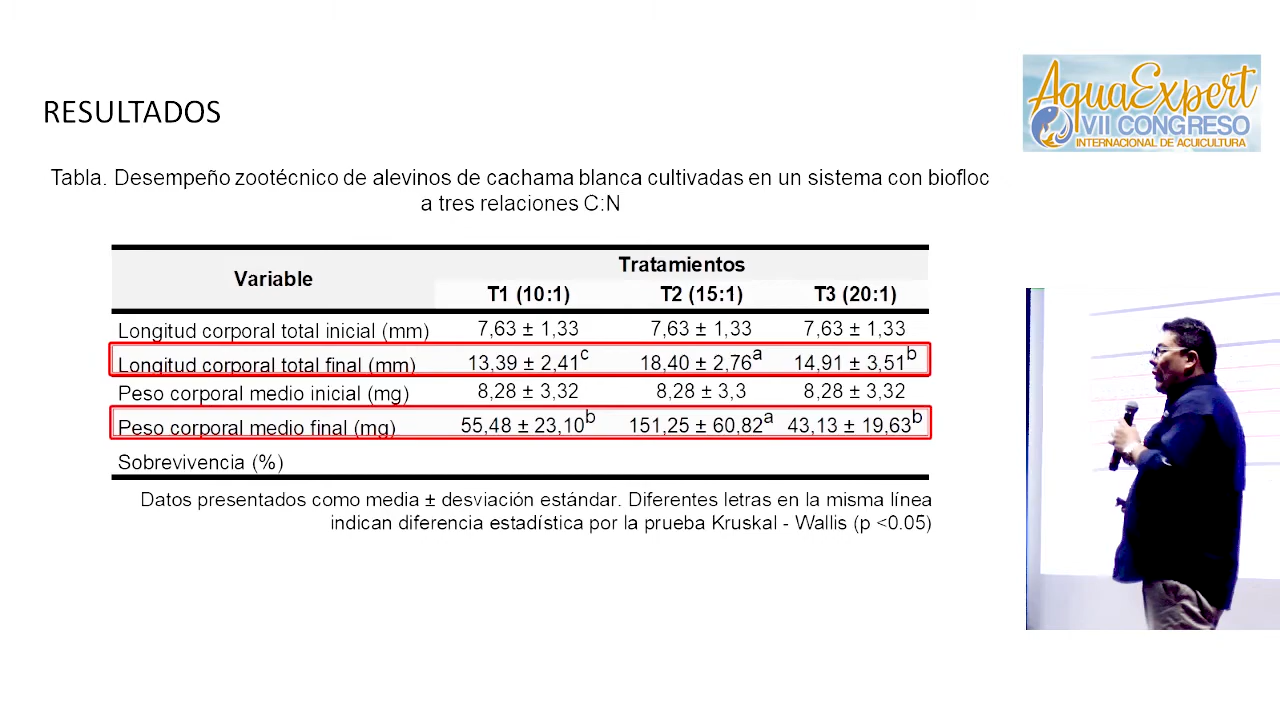 RESULTADOS
AquaExpert
VII CONGRESO
INTERNACIONAL DE ACUICULTURA
Tabla. Desempeño zootécnico de alevinos de cachama blanca cultivadas en un sistema con biofloc
a tres relaciones C:N
Variable Tratamientos
T1 (10:1) T2 (15:1) T3 (20:1)
Longitud corporal total inicial (mm) 7,63 ± 1,33 7,63 ± 1,33 7,63 ± 1,33
Longitud corporal total final (mm) 13,39 ± 2,41c 18,40 ± 2,76a 14,91 ± 3,51b
Peso corporal medio inicial (mg) 8,28 ± 3,32 8,28 ± 3,3 8,28 ± 3,32
Peso corporal medio final (mg) 55,48 ± 23,10b 151,25 ± 60,82a 43,13 ± 19,63b
Sobrevivencia (%)
Datos presentados como media ± desviación estándar. Diferentes letras en la misma línea
indican diferencia estadística por la prueba Kruskal - Wallis (p <0.05)